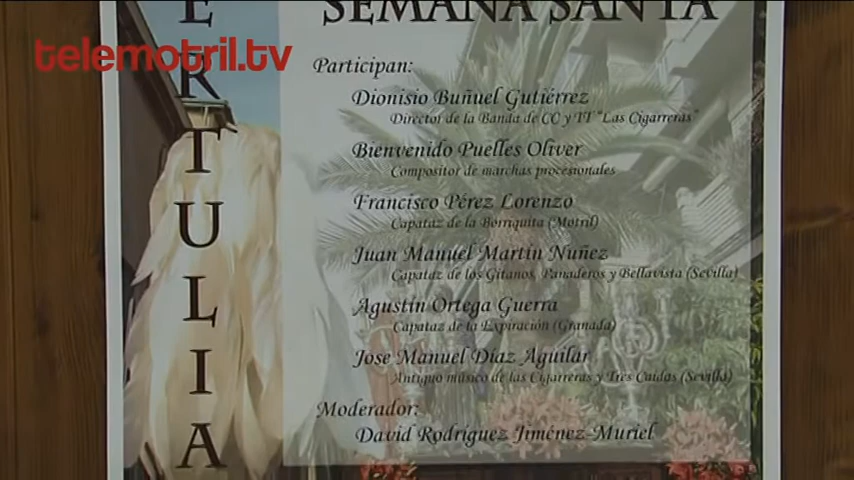 SEMANA SANTA
telemotril.tv
ERTULIA
Participan:
Dionisio Buñuel Gutiérrez
Director de la Banda de CC y TT "Las Cigarreras"
Bienvenido Puelles Oliver
Compositor de marchas procesionales
Francisco Pérez Lorenzo
Capataz de la Borriquita (Motril)
Juan Manuel Martín Nuñez
Capataz de los Gitanos, Panaderos y Bellavista (Sevilla)
Agustín Ortega Guerra
Capataz de la Expiración (Granada)
Jose Manuel Díaz Aguilar
Antiguo músico de las Cigarreras y Tres Caídas (Sevilla)
Moderador:
David Rodríguez Jiménez-Muriel